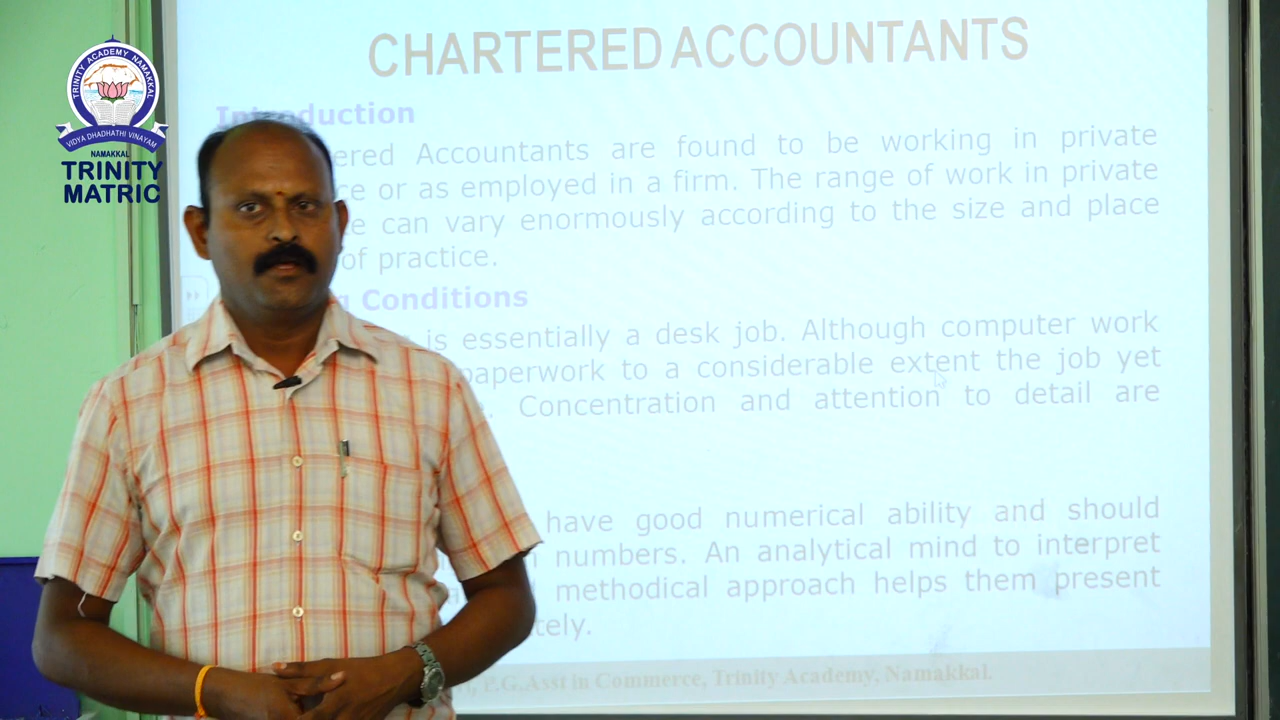 TRINITY ACADEMY NAMAKKAL
VIDYA DHADHATHI VINAYAM
NAMAKKAL
TRINITY
MATRIC
CHARTERED ACCOUNTANTS
Introduction
ered Accountants are found to be working in private
ce or as employed in a firm. The range of work in private
e can vary enormously according to the size and place
of practice.
g Conditions
is essentially a desk job. Although computer work
paperwork to a considerable extent the job yet
. Concentration and attention to detail are
have good numerical ability and should
numbers. An analytical mind to interpret
methodical approach helps them present
tely.
P.G.Asst in Commerce, Trinity Academy, Namakkal.